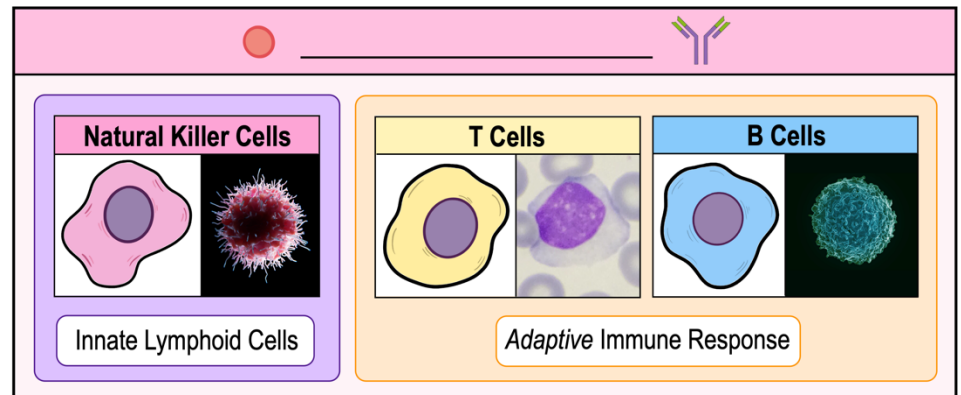 Natural Killer Cells
T Cells
B Cells
Innate Lymphoid Cells
Adaptive Immune Response